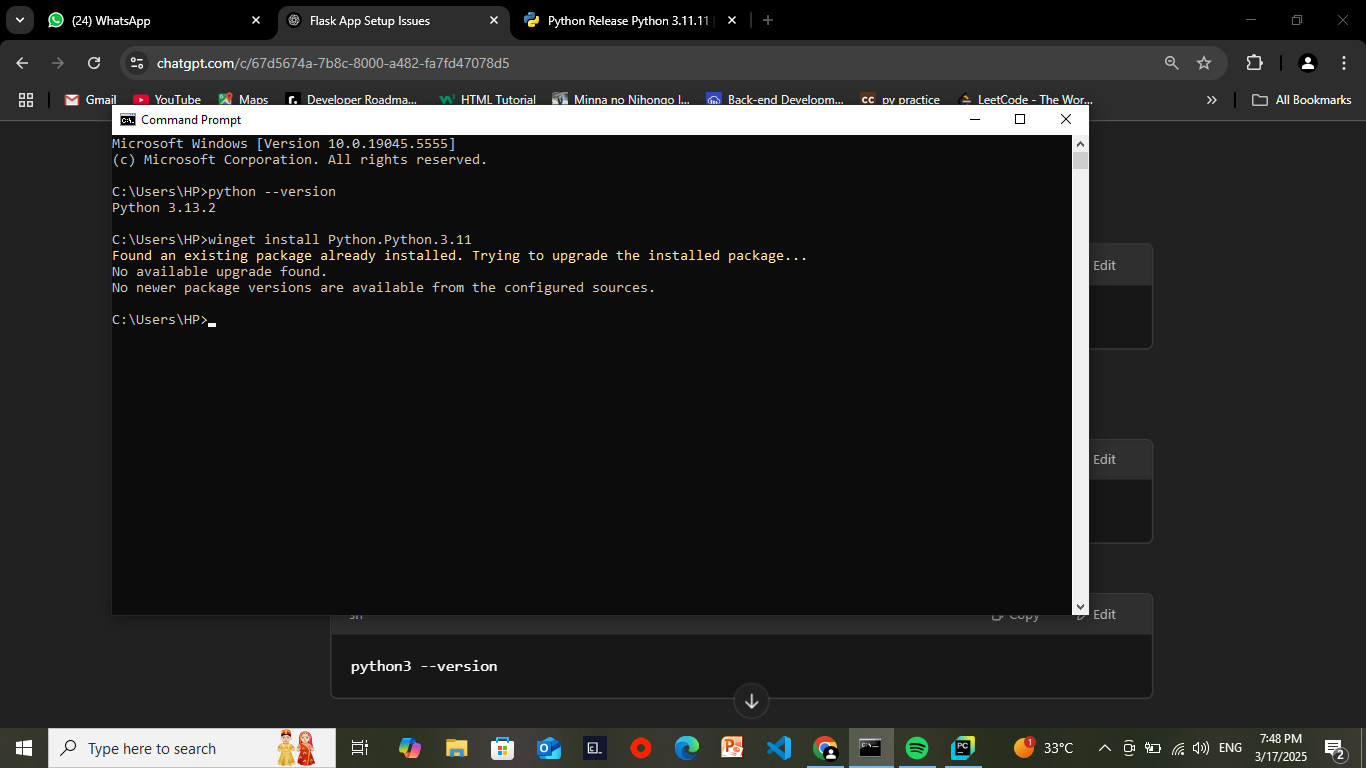 (24) WhatsApp
Flask App Setup Issues
Python Release Python 3.11.11
chatgpt.com/c/67d5674a-7b8c-8000-a482-fa7fd47078d5
Gmail
YouTube
Maps
Developer Roadma...
HTML Tutorial
Minna no Nihongo I...
Back-end Developm...
py practice
LeetCode - The Wor...
All Bookmarks
Command Prompt
Microsoft Windows [Version 10.0.19045.5555]
(c) Microsoft Corporation. All rights reserved.
C:\Users\HP>python --version
Python 3.13.2
C:\Users\HP>winget install Python.Python.3.11
Found an existing package already installed. Trying to upgrade the installed package...
No available upgrade found.
No newer package versions are available from the configured sources.
C:\Users\HP>
Edit
Edit
sh
Copy
Edit
python3 --version
Type here to search
33°C
ENG
7:48 PM
3/17/2025
2